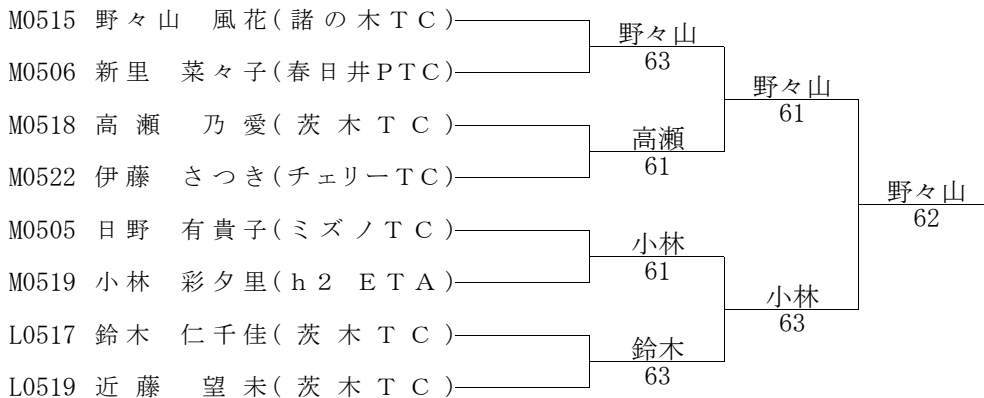 M0515 野々山 風花(諸の木TC)
野々山
63
M0506 新里 菜々子(春日井PTC)
野々山
61
M0518 高瀬 乃愛(茨木TC)
高瀬
61
M0522 伊藤 さつき(チェリーTC)
野々山
62
M0505 日野 有貴子(ミズノTC)
小林
61
M0519 小林 彩夕里(h2 ETA)
小林
63
L0517 鈴木 仁千佳(茨木TC)
鈴木
63
L0519 近藤 望未(茨木TC)